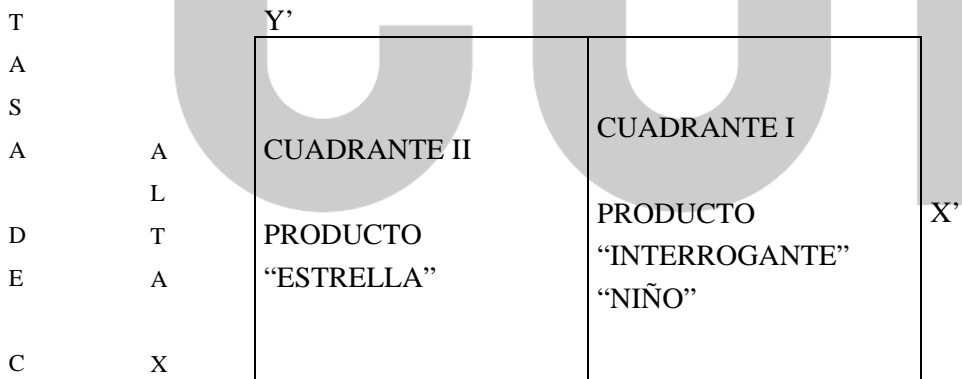 T
A
S
A
D
E
C
A
L
T
A
X
Y’
CUADRANTE II
PRODUCTO
“ESTRELLA”
CUADRANTE I
PRODUCTO
“INTERROGANTE”
“NIÑO”
X’